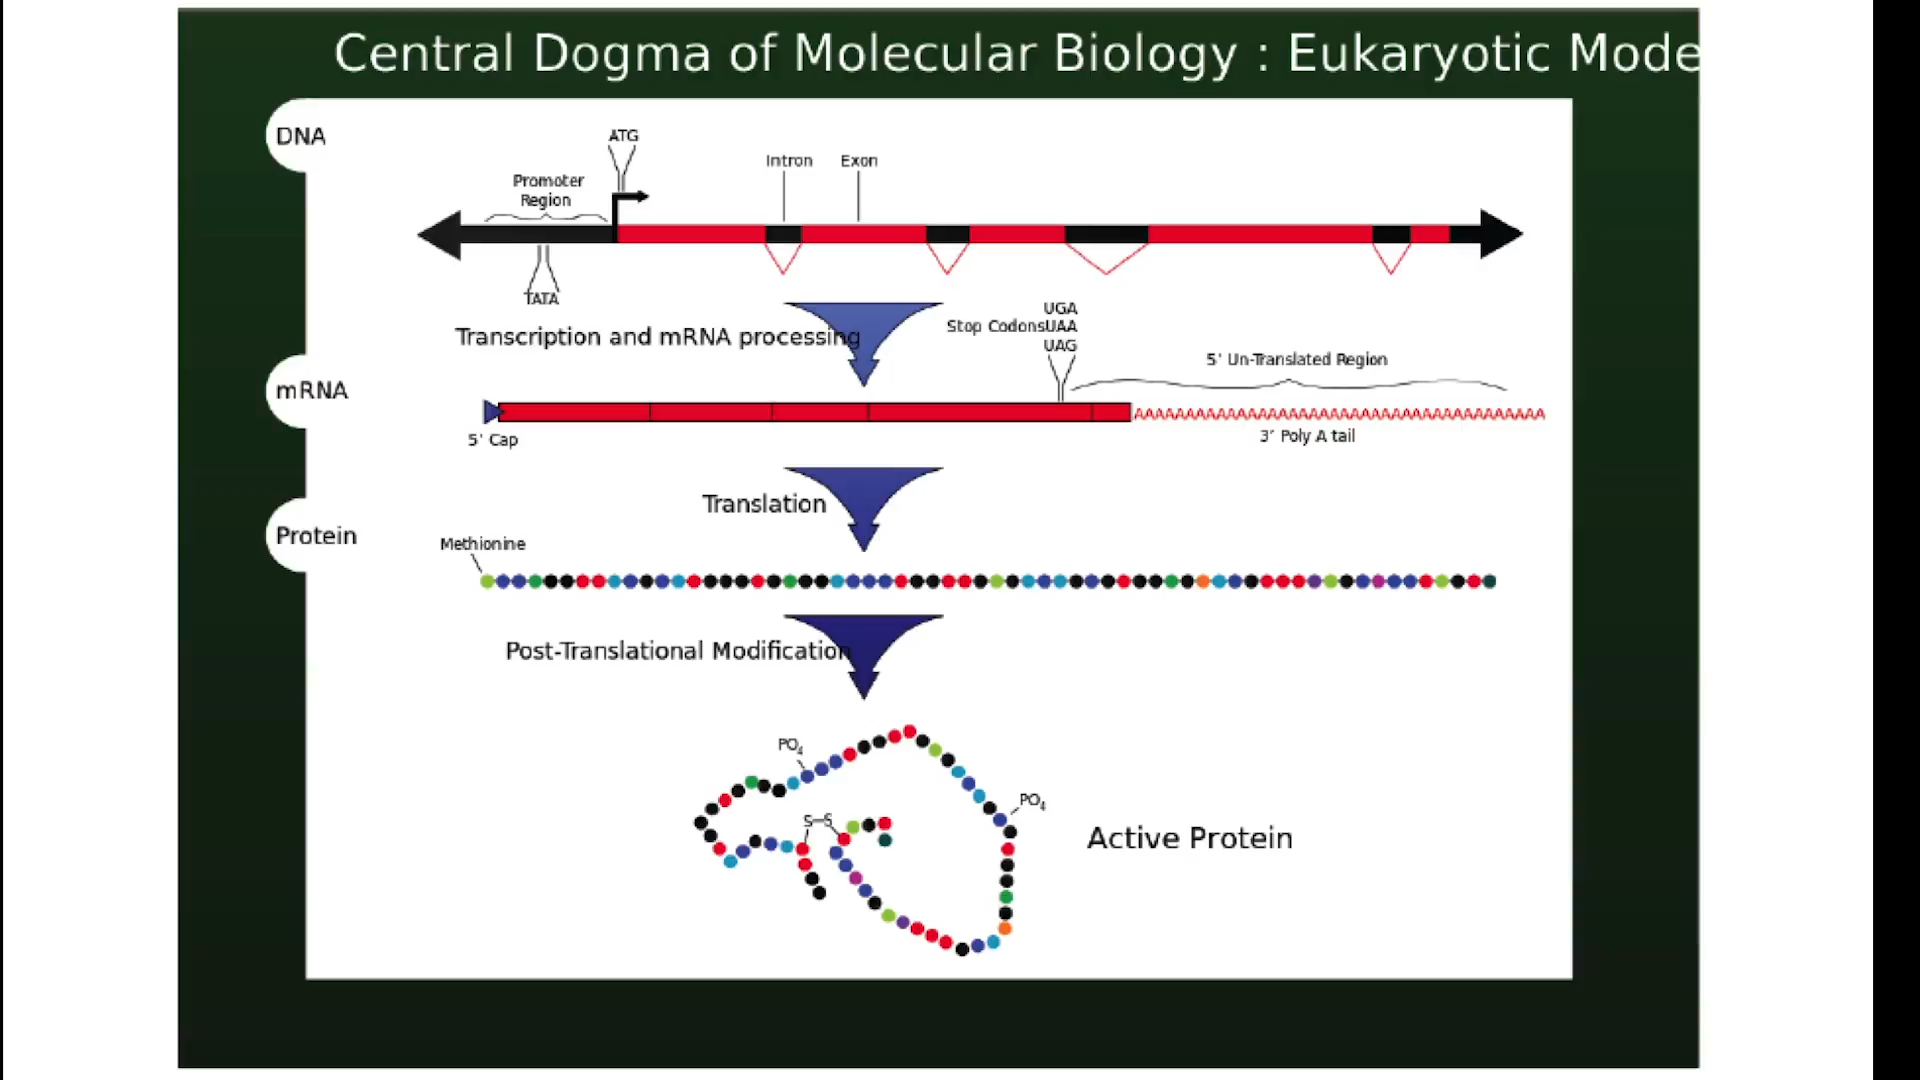 Central Dogma of Molecular Biology : Eukaryotic Mode
DNA
ATG
Intron
Exon
Promoter
Region
TATA
Transcription and mRNA processing
UGA
Stop Codons UAA
UAG
5' Un-Translated Region
mRNA
AAAAAAAAAAAAAAAAAAAAAAAAAAAAAAAAAAAAAAAAAA
5' Cap
3' Poly A tail
Translation
Protein
Methionine
Post-Translational Modification
PO4
PO4
S-S
Active Protein